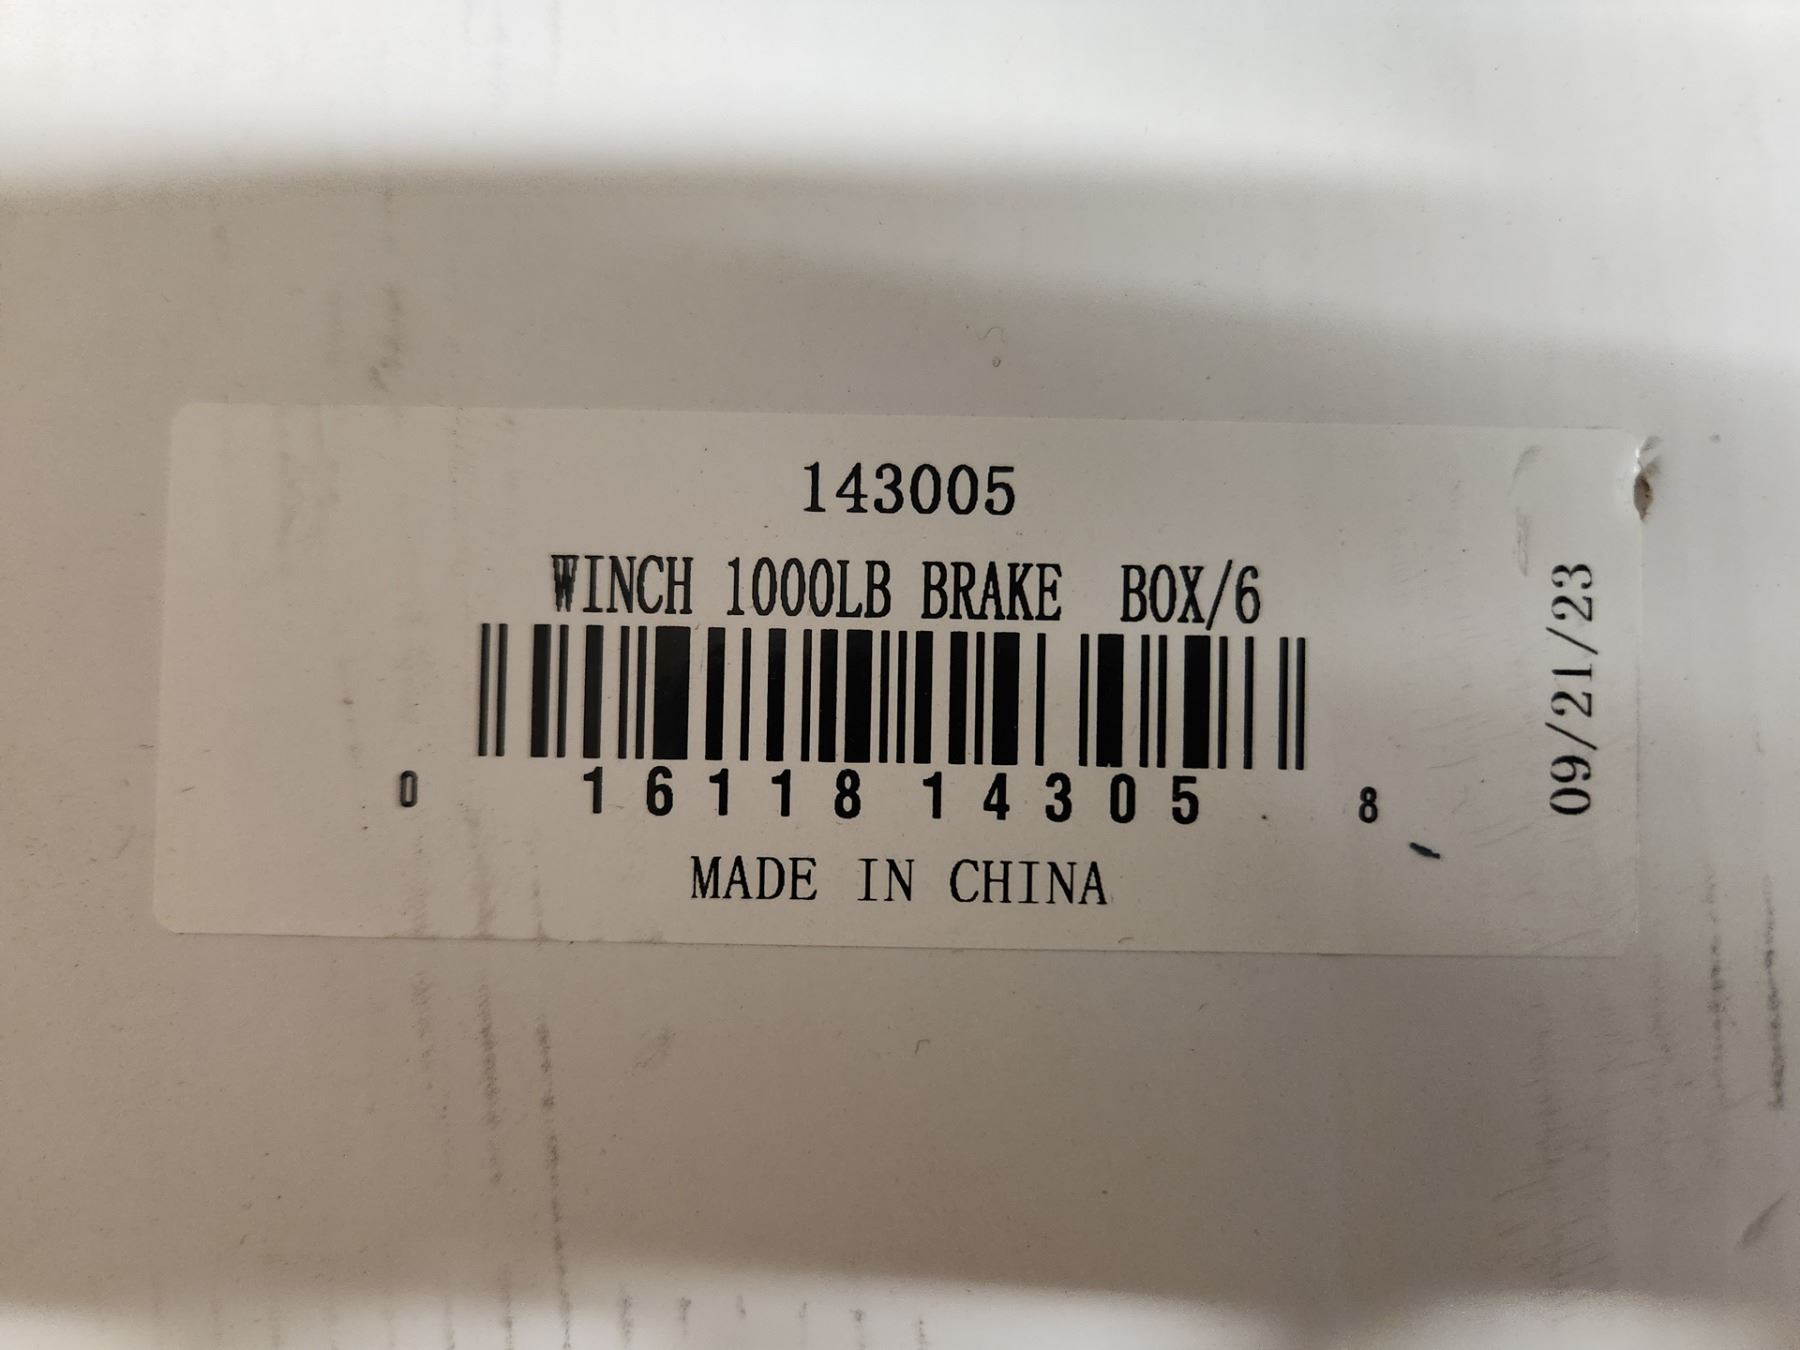 143005
WINCH 1000LB BRAKE BOX/6
0 16118 14305 8
MADE IN CHINA
09/21/23